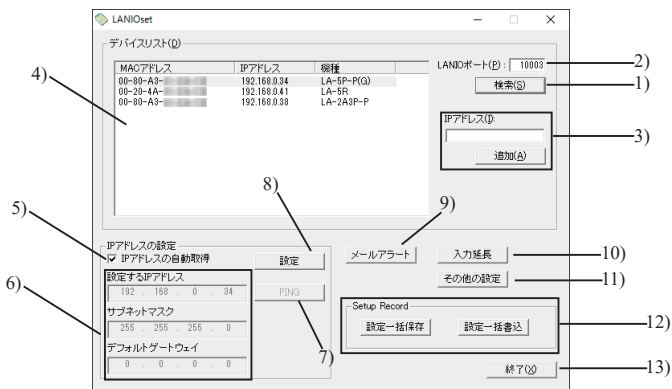 LANIOset
デバイスリスト(D)
MACアドレス IPアドレス 機種
00-80-A3- 192.168.0.34 LA-5P-P(G)
00-20-4A- 192.168.0.41 LA-5R
00-80-A3- 192.168.0.38 LA-2A3P-P
LANIOポート(P): 10003
検索(S)
IPアドレス(I):
追加(A)
1)
2)
3)
4)
5)
6)
7)
8)
9)
10)
11)
12)
13)
IPアドレスの設定
IPアドレスの自動取得
設定するIPアドレス
192 . 168 . 0 . 34
サブネットマスク
255 . 255 . 255 . 0
デフォルトゲートウェイ
0 . 0 . 0 . 0
設定
PING
メールアラート
入力延長
その他の設定
Setup Record
設定一括保存
設定一括書込
終了(X)